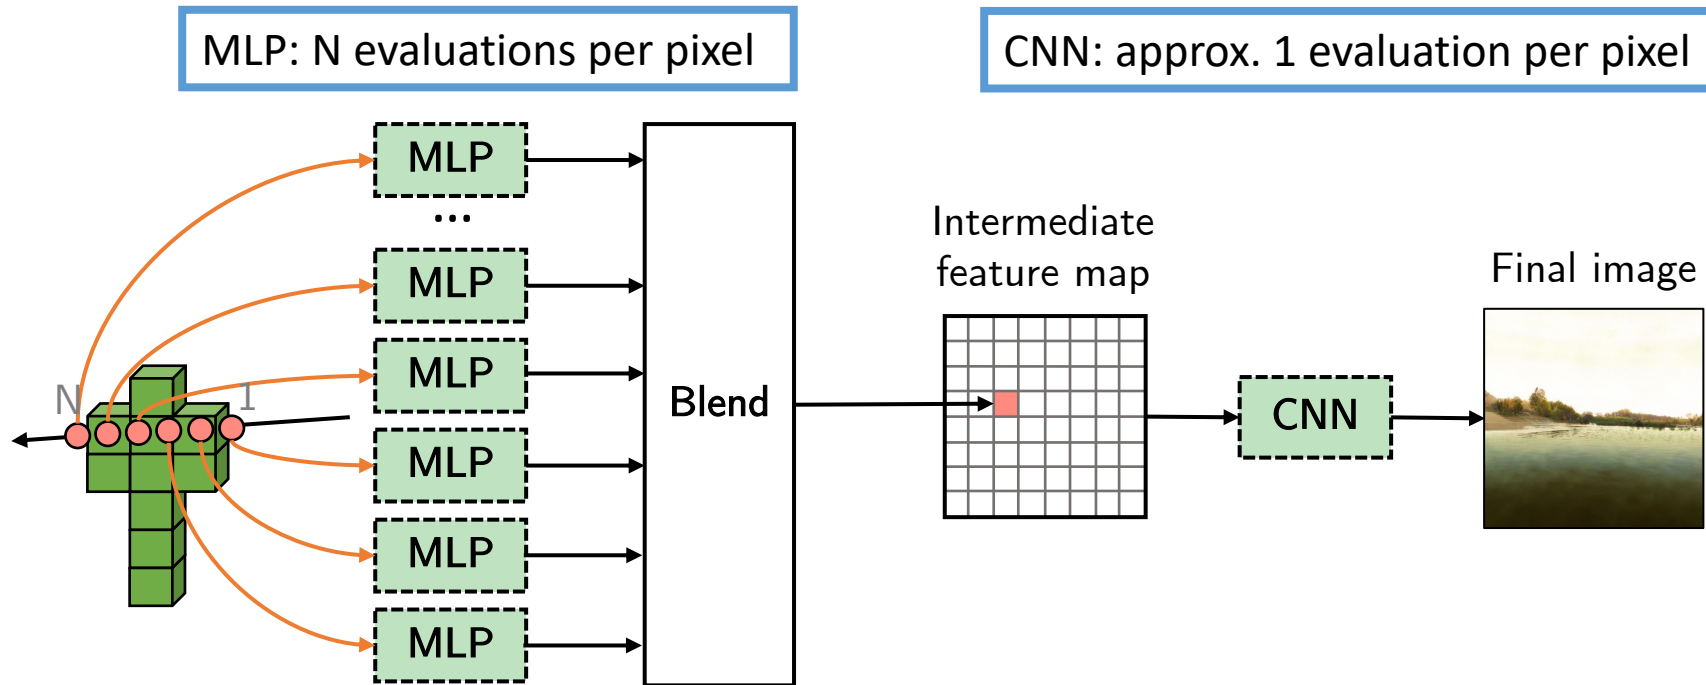 MLP: N evaluations per pixel
CNN: approx. 1 evaluation per pixel
MLP
...
MLP
MLP
MLP
MLP
MLP
N
1
Blend
Intermediate
feature map
CNN
Final image